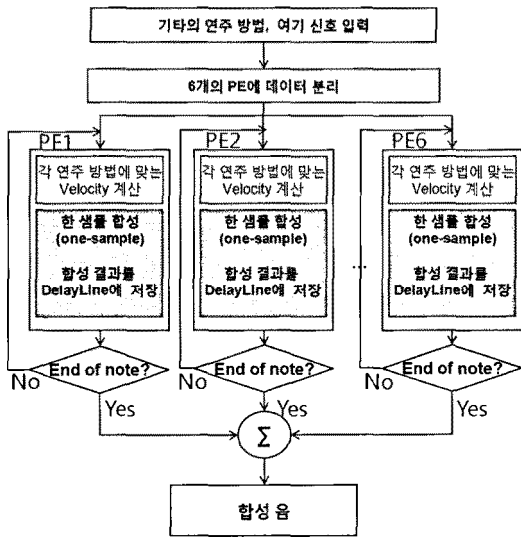 기타의 연주 방법, 여기 신호 입력
6개의 PE에 데이터 분리
PE1
각 연주 방법에 맞는
Velocity 계산
한 샘플 합성
(one-sample)
합성 결과를
DelayLine에 저장
End of note?
No
Yes
PE2
각 연주 방법에 맞는
Velocity 계산
한 샘플 합성
(one-sample)
합성 결과를
DelayLine에 저장
End of note?
No
Yes
...
PE6
각 연주 방법에 맞는
Velocity 계산
한 샘플 합성
(one-sample)
합성 결과를
DelayLine에 저장
End of note?
No
Yes
Σ
합성 음